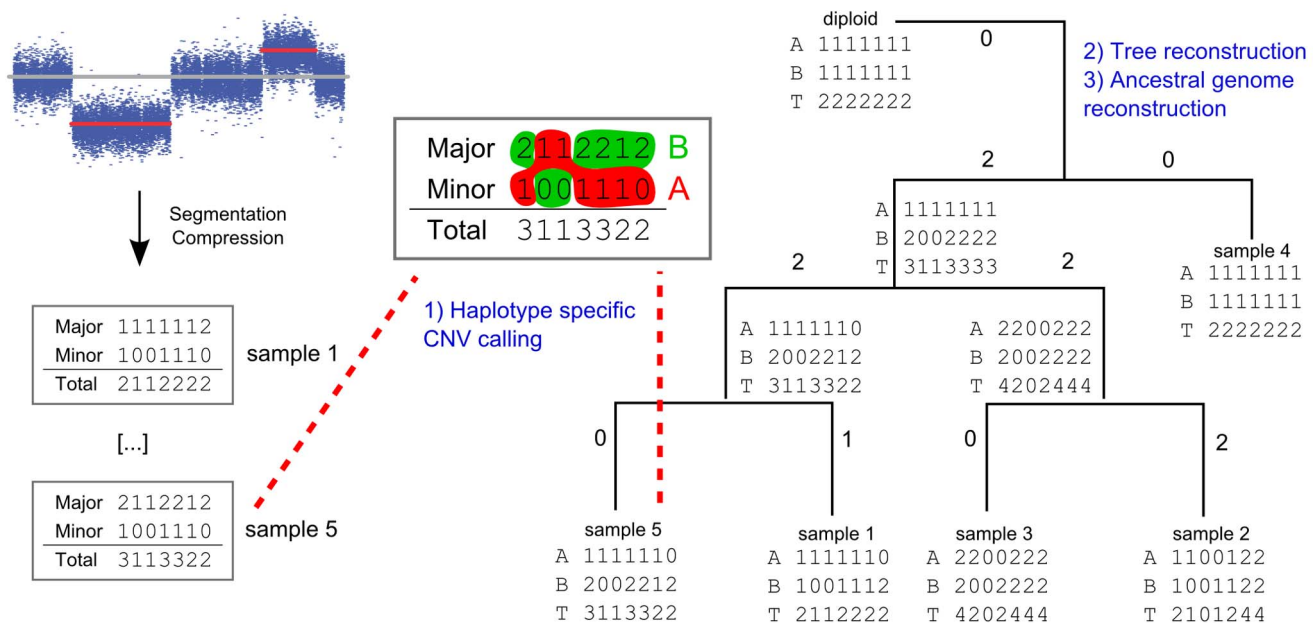 Segmentation
Compression
Major 1111112
Minor 1001110
Total 2112222
sample 1
[...]
Major 2112212
Minor 1001110
Total 3113322
sample 5
Major 2112212 B
Minor 1001110 A
Total 3113322
1) Haplotype specific
CNV calling
2) Tree reconstruction
3) Ancestral genome
reconstruction
diploid
A 1111111
B 1111111
T 2222222
0
2
0
A 1111111
B 2002222
T 3113333
sample 4
A 1111111
B 1111111
T 2222222
2
2
A 1111110
B 2002212
T 3113322
A 2200222
B 2002222
T 4202444
0
1
0
2
sample 5
A 1111110
B 2002212
T 3113322
sample 1
A 1111110
B 1001112
T 2112222
sample 3
A 2200222
B 2002222
T 4202444
sample 2
A 1100122
B 1001122
T 2101244